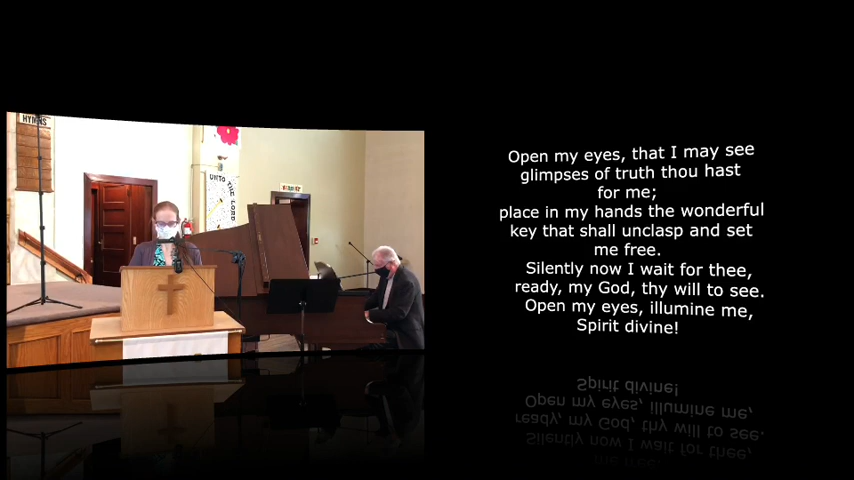 HYMNS
UNTO
THE
LORD
Open my eyes, that I may see
glimpses of truth thou hast
for me;
place in my hands the wonderful
key that shall unclasp and set
me free.
Silently now I wait for thee,
ready, my God, thy will to see.
Open my eyes, illumine me,
Spirit divine!